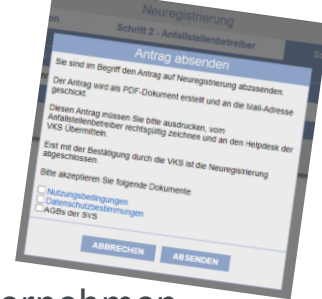 Neuregistrierung
Schritt 2 - Anfallstellenbetreiber
Antrag absenden
Sie sind im Begriff den Antrag auf Neuregistrierung abzusenden.
Der Antrag wird als PDF-Dokument erstellt und an die Mail-Adresse
geschickt.
Diesen Antrag müssen Sie bitte ausdrucken, vom
Anfallstellenbetreiber rechtsgültig zeichnen und an den Helpdesk der
VKS Übermitteln.
Erst mit der Bestätigung durch die VKS ist die Neuregistrierung
abgeschlossen.
Bitte akzeptieren Sie folgende Dokumente.
Nutzungsbedingungen
Datenschutzbestimmungen
AGBs der SVS
ABBRECHEN ABSENDEN